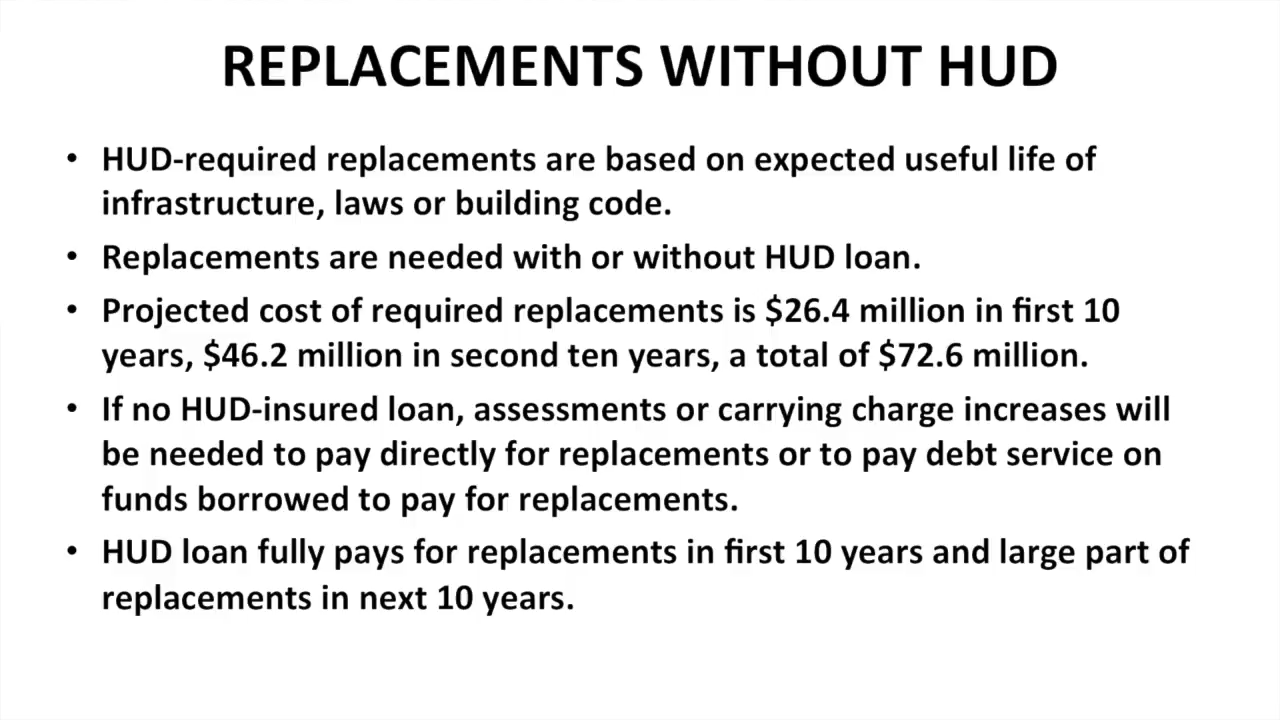 REPLACEMENTS WITHOUT HUD
• HUD-required replacements are based on expected useful life of
infrastructure, laws or building code.
• Replacements are needed with or without HUD loan.
• Projected cost of required replacements is $26.4 million in first 10
years, $46.2 million in second ten years, a total of $72.6 million.
• If no HUD-insured loan, assessments or carrying charge increases will
be needed to pay directly for replacements or to pay debt service on
funds borrowed to pay for replacements.
• HUD loan fully pays for replacements in first 10 years and large part of
replacements in next 10 years.